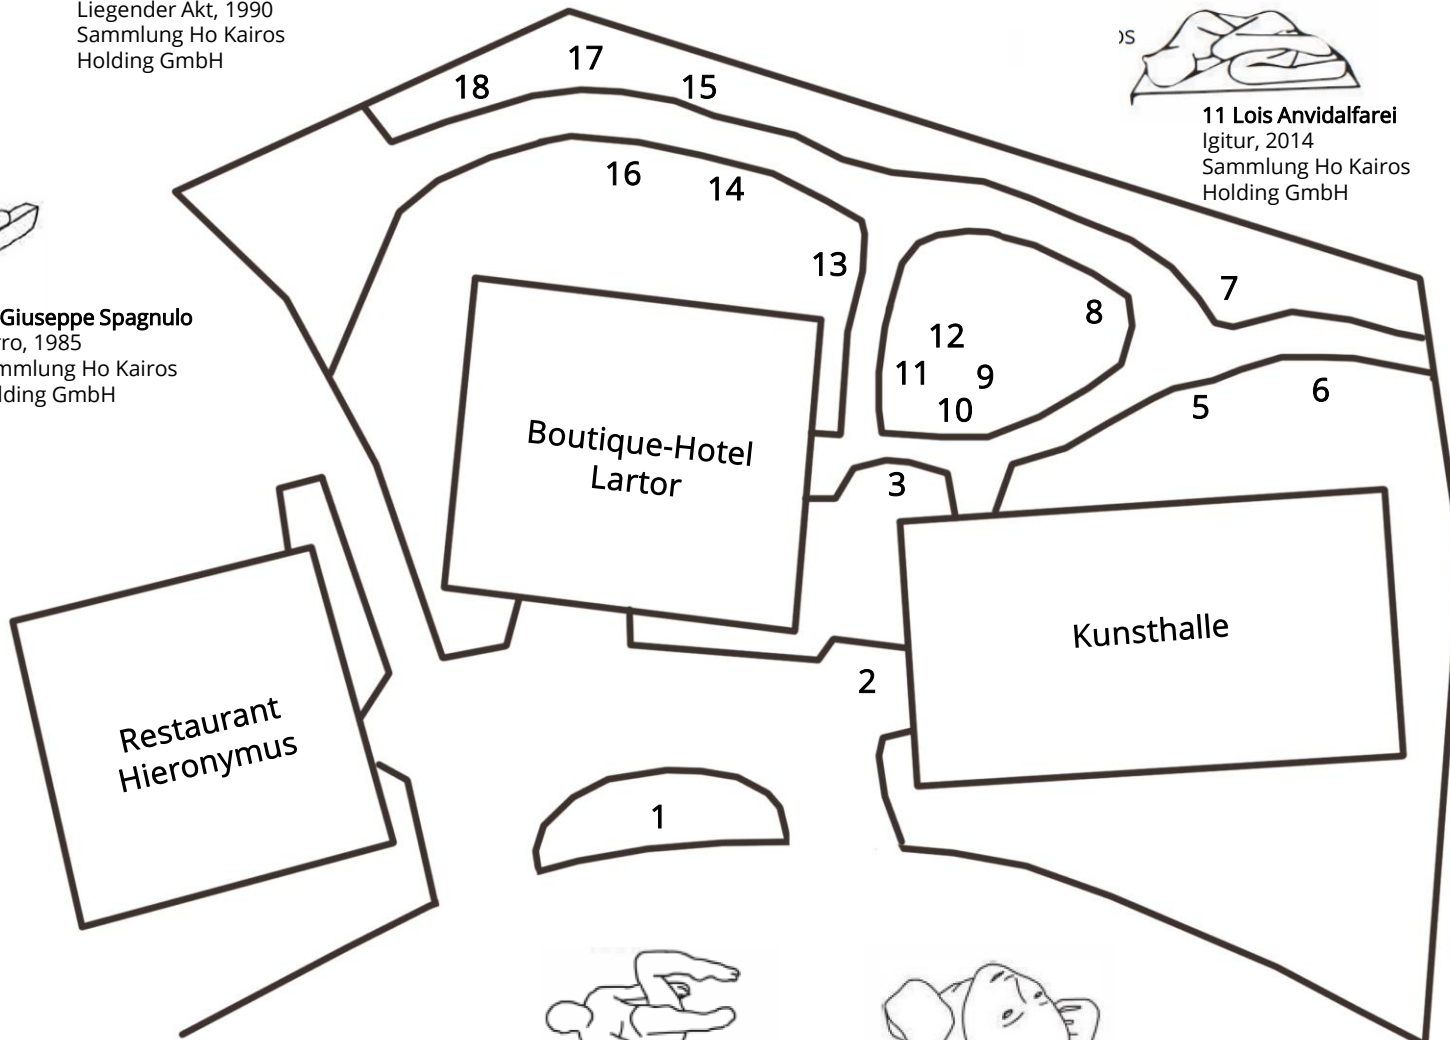 Liegender Akt, 1990
Sammlung Ho Kairos
Holding GmbH
17
18
15
11 Lois Anvidalfarei
Igitur, 2014
Sammlung Ho Kairos
Holding GmbH
16
14
13
7
8
Giuseppe Spagnulo
rro, 1985
mmlung Ho Kairos
lding GmbH
12
11
9
10
5
6
Boutique-Hotel
Lartor
3
Kunsthalle
2
Restaurant
Hieronymus
1